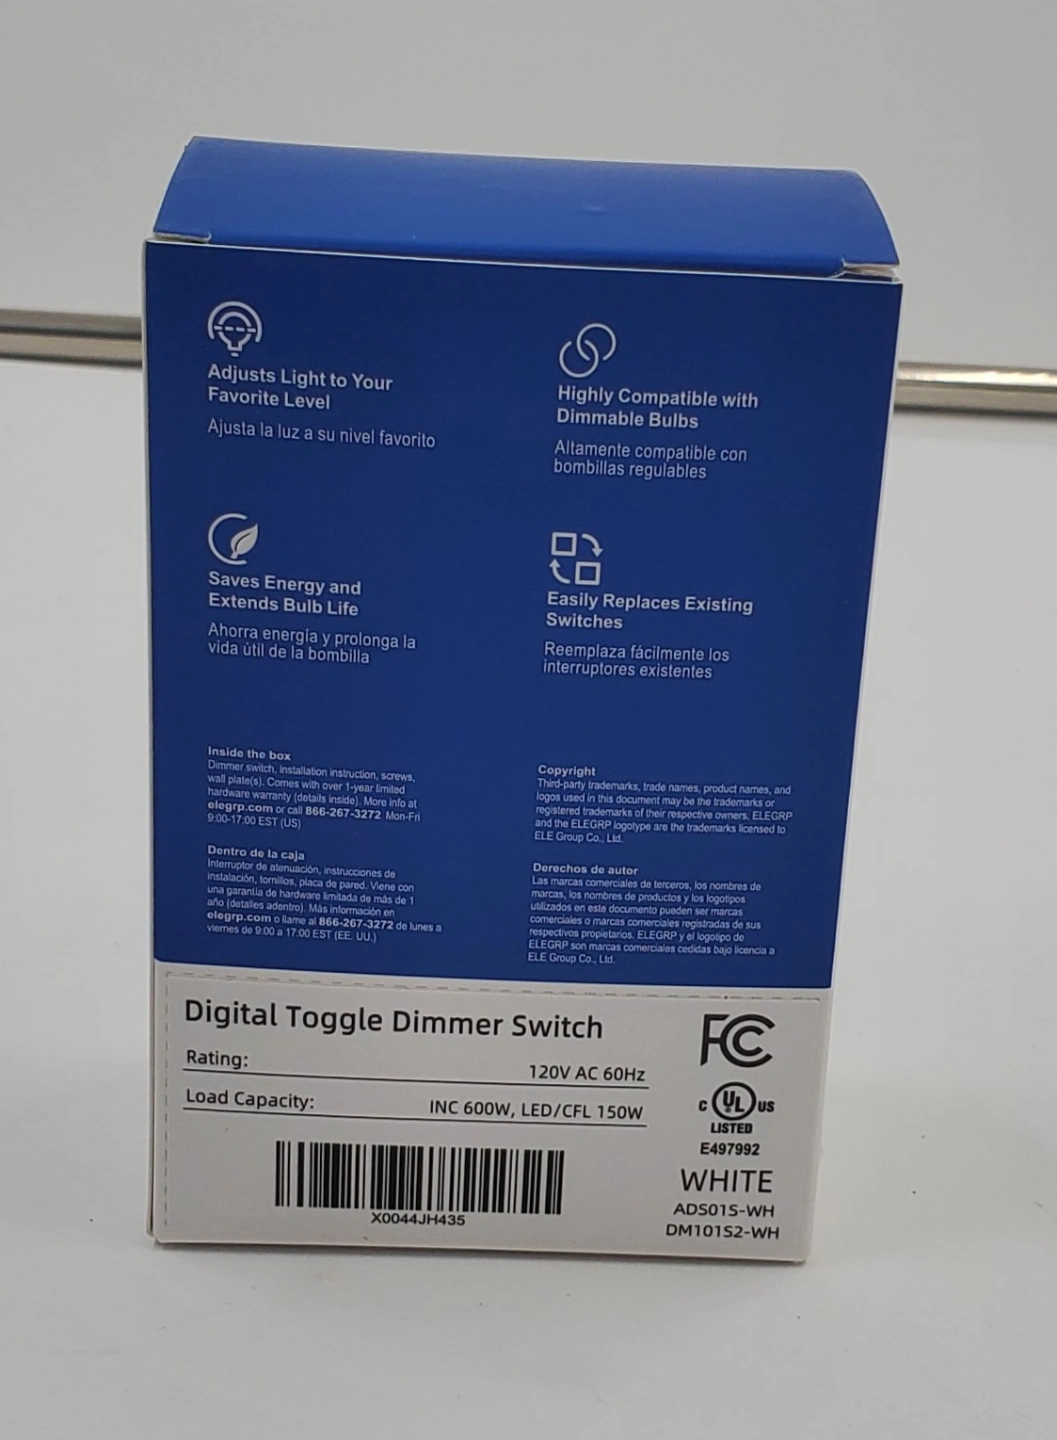 Adjusts Light to Your
Favorite Level
Ajusta la luz a su nivel favorito
Highly Compatible with
Dimmable Bulbs
Altamente compatible con
bombillas regulables
Saves Energy and
Extends Bulb Life
Ahorra energía y prolonga la
vida útil de la bombilla
Easily Replaces Existing
Switches
Reemplaza fácilmente los
interruptores existentes
Inside the box
Dimmer switch, installation instruction, screws,
wall plate(s). Comes with over 1-year limited
hardware warranty (details inside). More info at
elegrp.com or call 866-267-3272 Mon-Fri
9:00-17:00 EST (US)
Dentro de la caja
Interruptor de atenuación, instrucciones de
instalación, tornillos, placa de pared. Viene con
una garantía de hardware limitada de más de 1
año (detalles adentro). Más información en
elegrp.com o llame al 866-267-3272 de lunes a
viernes de 9:00 a 17:00 EST (EE. UU.)
Copyright
Third-party trademarks, trade names, product names, and
logos used in this document may be the trademarks or
registered trademarks of their respective owners. ELEGRP
and the ELEGRP logotype are the trademarks licensed to
ELE Group Co., Ltd.
Derechos de autor
Las marcas comerciales de terceros, los nombres de
marcas, los nombres de productos y los logotipos
utilizados en este documento pueden ser marcas
comerciales o marcas comerciales registradas de sus
respectivos propietarios. ELEGRP y el logotipo de
ELEGRP son marcas comerciales cedidas bajo licencia a
ELE Group Co., Ltd.
Digital Toggle Dimmer Switch
Rating: 120V AC 60Hz
Load Capacity: INC 600W, LED/CFL 150W
X0044JH435
FC
C UL US
LISTED
E497992
WHITE
ADS01S-WH
DM101S2-WH